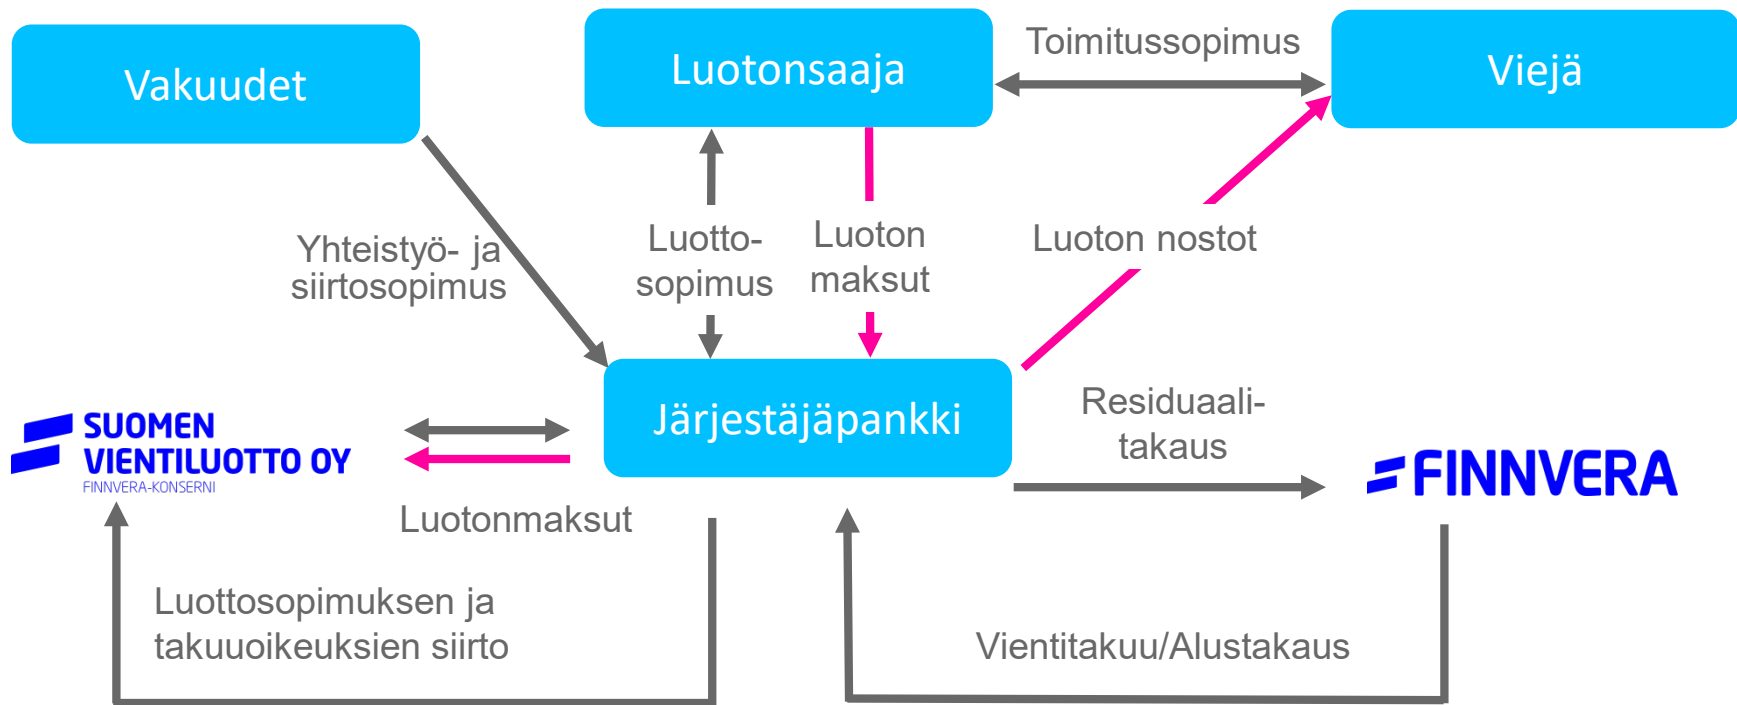 Vakuudet
Luotonsaaja
Toimitussopimus
Viejä
Yhteistyö- ja
siirtosopimus
Luotto-
sopimus
Luoton
maksut
Luoton nostot
Järjestäjäpankki
Residuaali-
takaus
SUOMEN
VIENTILUOTTO OY
FINNVERA-KONSERNI
FINNVERA
Luotonmaksut
Luottosopimuksen ja
takuuoikeuksien siirto
Vientitakuu/Alustakaus